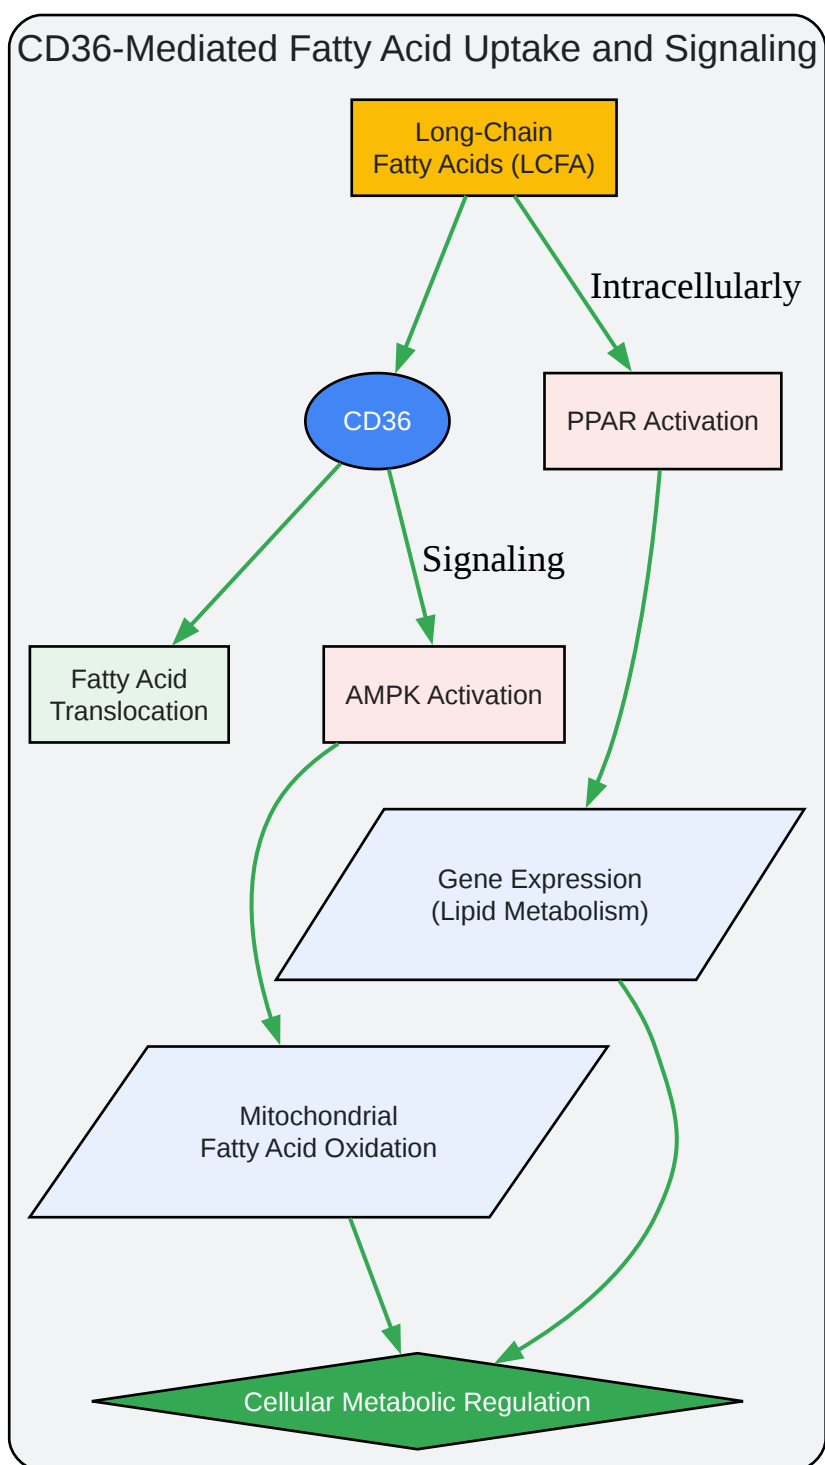 CD36-Mediated Fatty Acid Uptake and Signaling
Long-Chain
Fatty Acids (LCFA)
Intracellularly
CD36
PPAR Activation
Signaling
Fatty Acid
Translocation
AMPK Activation
Gene Expression
(Lipid Metabolism)
Mitochondrial
Fatty Acid Oxidation
Cellular Metabolic Regulation